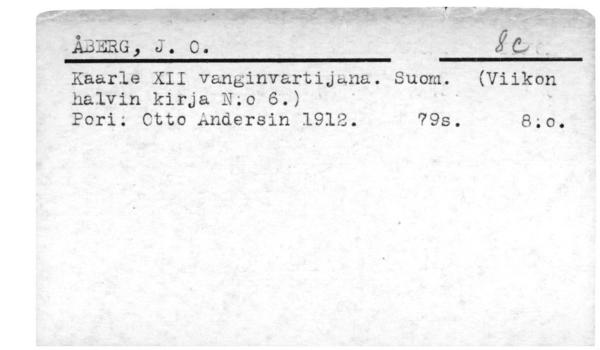 ÅBERG, J. O. 8c
Kaarle XII vanginvartijana. Suom. (Viikon
halvin kirja N:o 6.)
Pori: Otto Andersin 1912. 79s. 8:o.